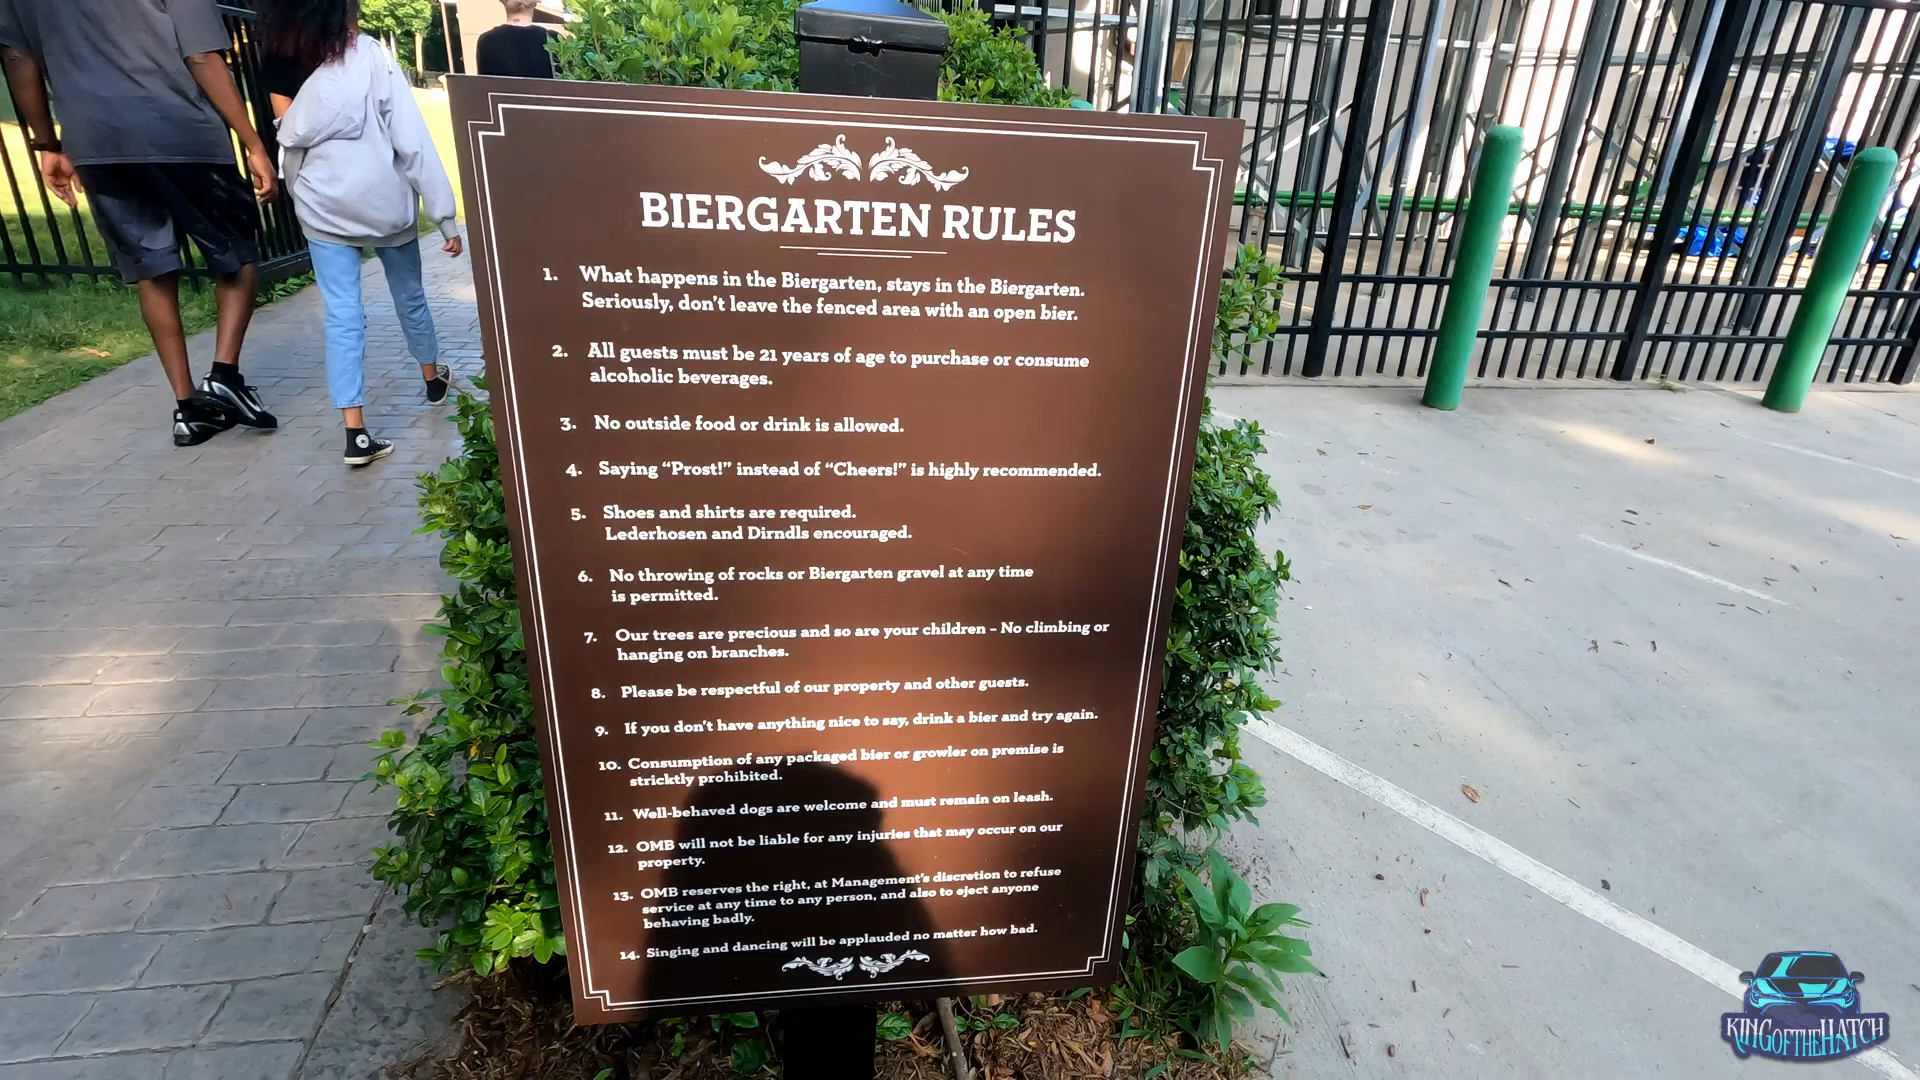 BIERGARTEN RULES
1. What happens in the Biergarten, stays in the Biergarten.
Seriously, don't leave the fenced area with an open bier.
2. All guests must be 21 years of age to purchase or consume
alcoholic beverages.
3. No outside food or drink is allowed.
4. Saying "Prost!" instead of "Cheers!" is highly recommended.
5. Shoes and shirts are required.
Lederhosen and Dirndls encouraged.
6. No throwing of rocks or Biergarten gravel at any time
is permitted.
7. Our trees are precious and so are your children – No climbing or
hanging on branches.
8. Please be respectful of our property and other guests.
9. If you don't have anything nice to say, drink a bier and try again.
10. Consumption of any packaged bier or growler on premise is
stricktly prohibited.
11. Well-behaved dogs are welcome and must remain on leash.
12. OMB will not be liable for any injuries that may occur on our
property.
13. OMB reserves the right, at Management's discretion to refuse
service at any time to any person, and also to eject anyone
behaving badly.
14. Singing and dancing will be applauded no matter how bad.
KING OF THE HATCH